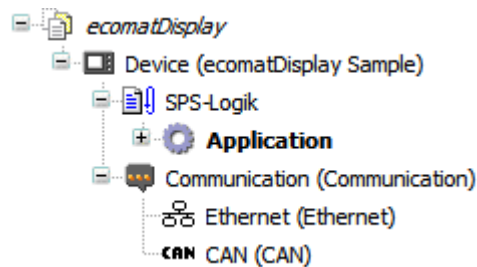 ecomatDisplay
Device (ecomatDisplay Sample)
SPS-Logik
Application
Communication (Communication)
Ethernet (Ethernet)
CAN CAN (CAN)